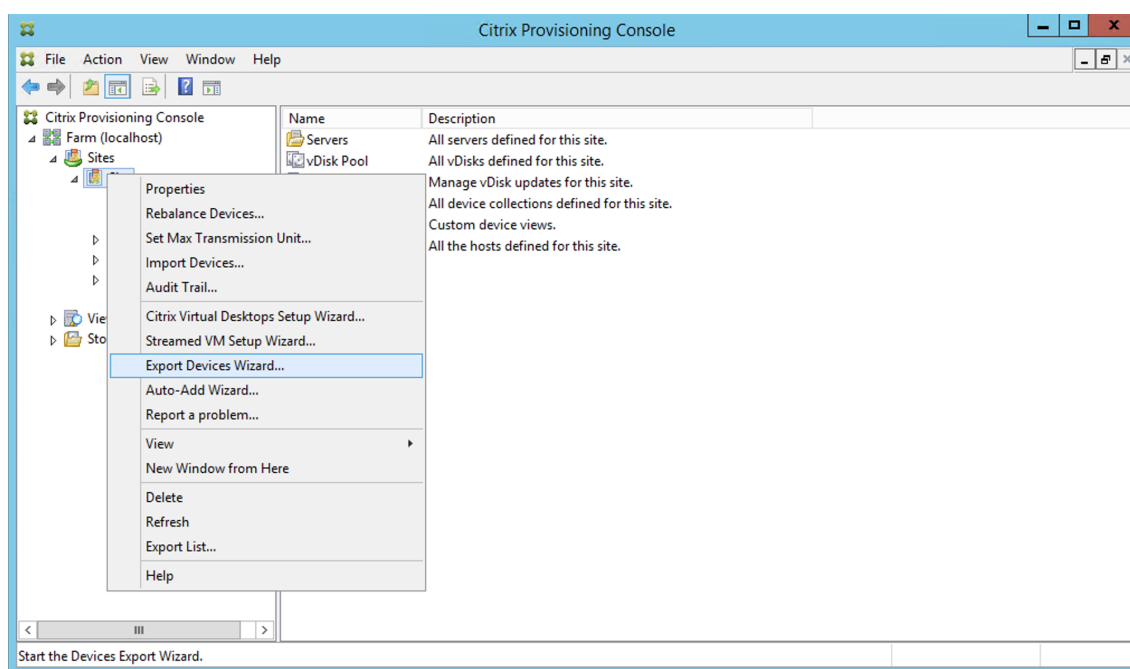 Citrix Provisioning Console
File Action View Window Help
Citrix Provisioning Console
Farm (localhost)
Sites
Vie
Sto
Name Description
Servers All servers defined for this site.
vDisk Pool All vDisks defined for this site.
Manage vDisk updates for this site.
All device collections defined for this site.
Custom device views.
All the hosts defined for this site.
Properties
Rebalance Devices...
Set Max Transmission Unit...
Import Devices...
Audit Trail...
Citrix Virtual Desktops Setup Wizard...
Streamed VM Setup Wizard...
Export Devices Wizard...
Auto-Add Wizard...
Report a problem...
View
New Window from Here
Delete
Refresh
Export List...
Help
Start the Devices Export Wizard.